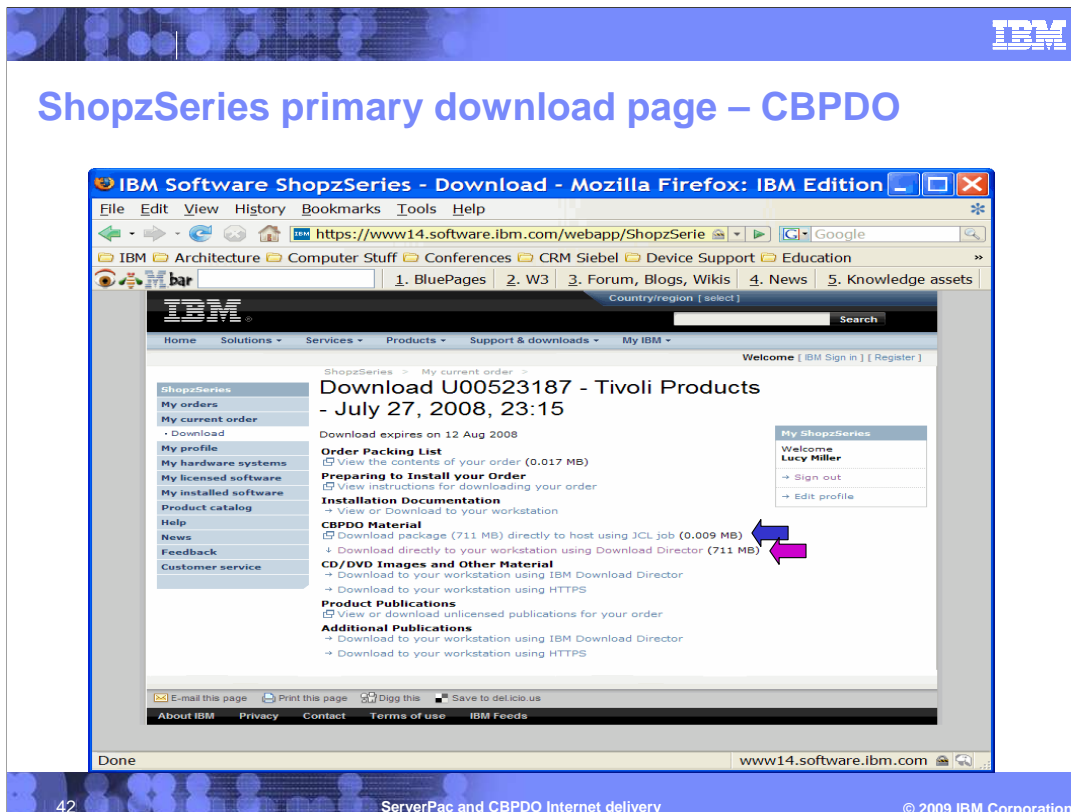 IBM
ShopzSeries primary download page – CBPDO
IBM Software ShopzSeries - Download - Mozilla Firefox: IBM Edition
File Edit View History Bookmarks Tools Help
IBM https://www14.software.ibm.com/webapp/ShopzSerie G Google
IBM Architecture Computer Stuff Conferences CRM Siebel Device Support Education »
bar 1. BluePages 2. W3 3. Forum, Blogs, Wikis 4. News 5. Knowledge assets
Country/region [ select ]
IBM ®
Search
Home Solutions Services Products Support & downloads My IBM
Welcome [ IBM Sign in ] [ Register ]
ShopzSeries > My current order >
Download U00523187 - Tivoli Products
- July 27, 2008, 23:15
ShopzSeries
My orders
My current order
· Download
My profile
My hardware systems
My licensed software
My installed software
Product catalog
Help
News
Feedback
Customer service
Download expires on 12 Aug 2008
Order Packing List
View the contents of your order (0.017 MB)
Preparing to Install your Order
View instructions for downloading your order
Installation Documentation
→ View or Download to your workstation
CBPDO Material
Download package (711 MB) directly to host using JCL job (0.009 MB)
↓ Download directly to your workstation using Download Director (711 MB)
CD/DVD Images and Other Material
→ Download to your workstation using IBM Download Director
→ Download to your workstation using HTTPS
Product Publications
View or download unlicensed publications for your order
Additional Publications
→ Download to your workstation using IBM Download Director
→ Download to your workstation using HTTPS
My ShopzSeries
Welcome
Lucy Miller
→ Sign out
→ Edit profile
E-mail this page Print this page Digg this Save to del.icio.us
About IBM Privacy Contact Terms of use IBM Feeds
Done www14.software.ibm.com
42 ServerPac and CBPDO Internet delivery © 2009 IBM Corporation